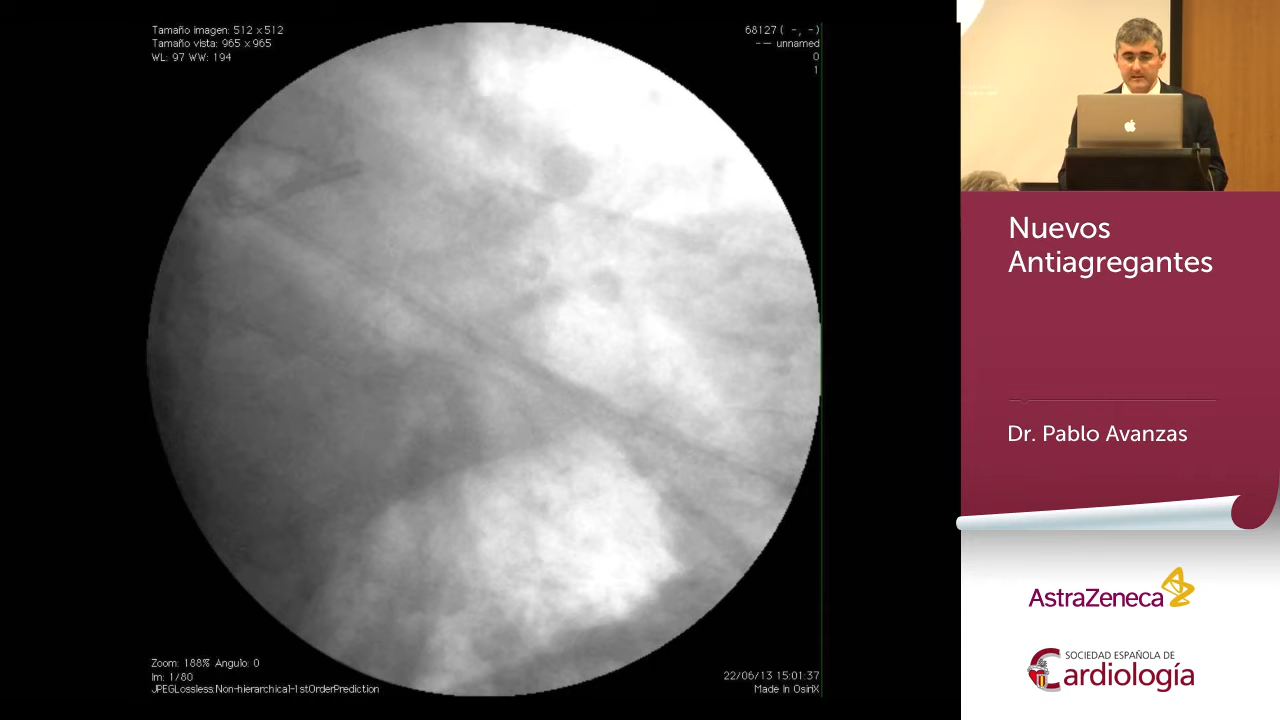 Tamaño imagen: 512 x 512
Tamaño vista: 965 x 965
WL: 97 WW: 194
68127 ( -, -)
-- unnamed
0
1
Zoom: 188% Angulo: 0
Im: 1/80
JPEGLossless:Non-hierarchical-1stOrderPrediction
22/06/13 15:01:37
Made In OsiriX
Nuevos
Antiagregantes
Dr. Pablo Avanzas
AstraZeneca
SOCIEDAD ESPAÑOLA DE
Cardiología